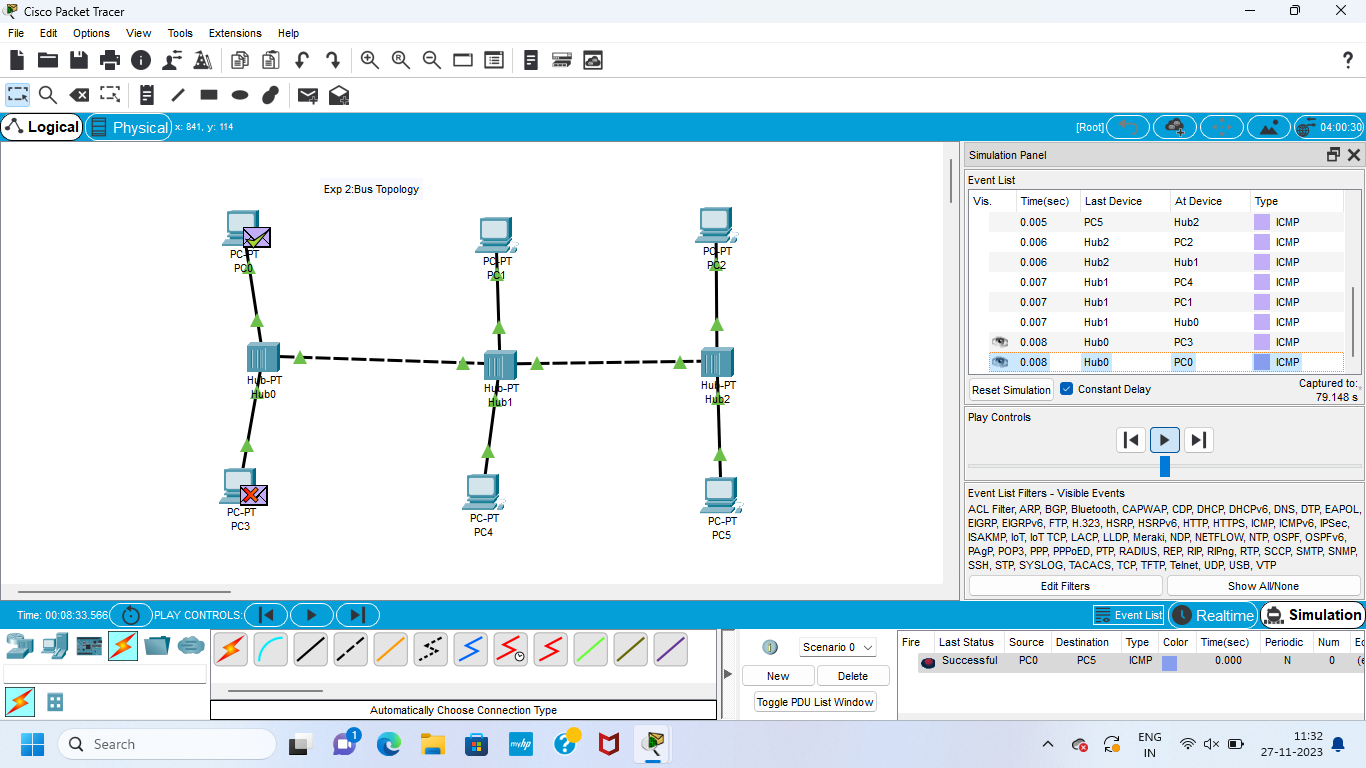 Cisco Packet Tracer
File Edit Options View Tools Extensions Help
Logical Physical x: 841, y: 114 [Root] 04:00:30
Exp 2:Bus Topology
PC-PT
PC0
PC-PT
PC1
PC-PT
PC2
Hub-PT
Hub0
Hub-PT
Hub1
Hub-PT
Hub2
PC-PT
PC3
PC-PT
PC4
PC-PT
PC5
Simulation Panel
Event List
Vis. Time(sec) Last Device At Device Type
0.005 PC5 Hub2 ICMP
0.006 Hub2 PC2 ICMP
0.006 Hub2 Hub1 ICMP
0.007 Hub1 PC4 ICMP
0.007 Hub1 PC1 ICMP
0.007 Hub1 Hub0 ICMP
0.008 Hub0 PC3 ICMP
0.008 Hub0 PC0 ICMP
Reset Simulation Constant Delay Captured to:
79.148 s
Play Controls
Event List Filters - Visible Events
ACL Filter, ARP, BGP, Bluetooth, CAPWAP, CDP, DHCP, DHCPv6, DNS, DTP, EAPOL,
EIGRP, EIGRPv6, FTP, H.323, HSRP, HSRPv6, HTTP, HTTPS, ICMP, ICMPv6, IPSec,
ISAKMP, IoT, IoT TCP, LACP, LLDP, Meraki, NDP, NETFLOW, NTP, OSPF, OSPFv6,
PAgP, POP3, PPP, PPPoED, PTP, RADIUS, REP, RIP, RIPng, RTP, SCCP, SMTP, SNMP,
SSH, STP, SYSLOG, TACACS, TCP, TFTP, Telnet, UDP, USB, VTP
Edit Filters Show All/None
Time: 00:08:33.566 PLAY CONTROLS: Event List Realtime Simulation
Scenario 0
New Delete
Toggle PDU List Window
Fire Last Status Source Destination Type Color Time(sec) Periodic Num Ec
Successful PC0 PC5 ICMP 0.000 N 0 (e
Automatically Choose Connection Type
Search
1
myhp
ENG
IN
11:32
27-11-2023